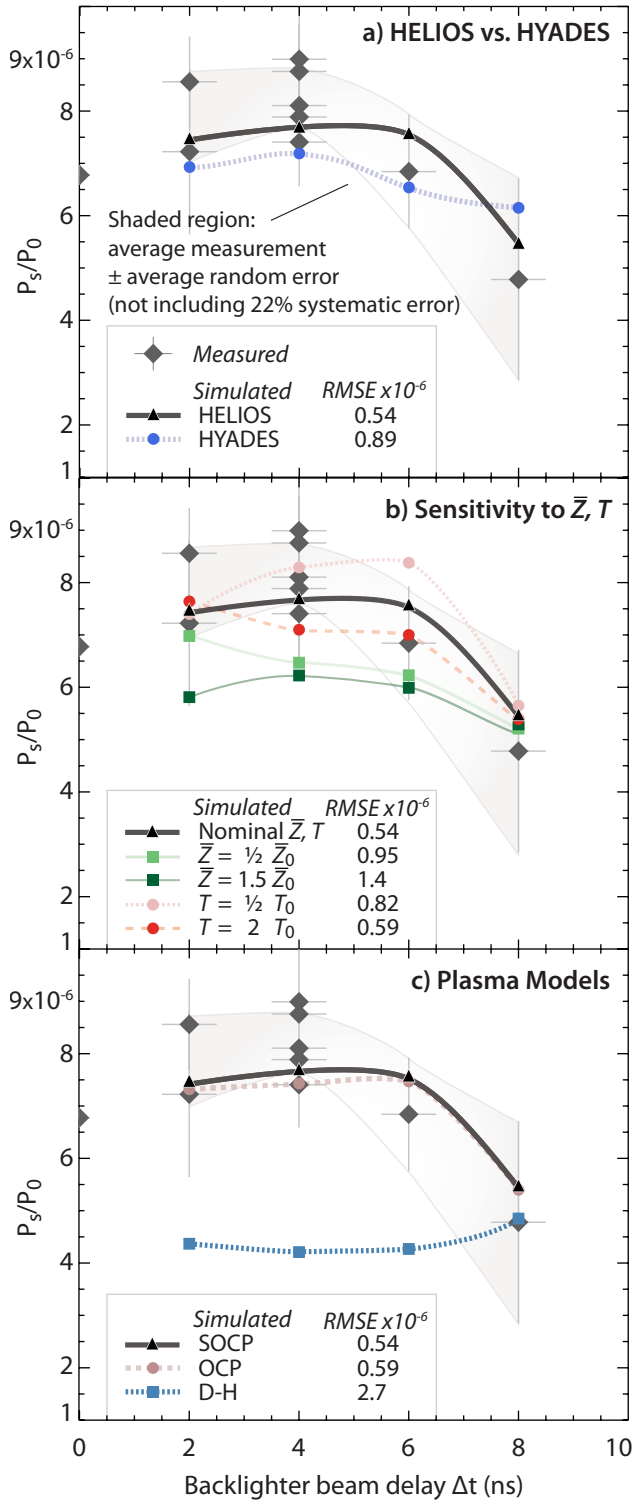 a) HELIOS vs. HYADES
9x10⁻⁶
8
6
4
2
1
Pₛ/P₀
Shaded region:
average measurement
± average random error
(not including 22% systematic error)
Measured
Simulated RMSE x10⁻⁶
HELIOS 0.54
HYADES 0.89
b) Sensitivity to Z̅, T
9x10⁻⁶
8
6
4
2
1
Pₛ/P₀
Simulated RMSE x10⁻⁶
Nominal Z̅, T 0.54
Z̅ = ½ Z̅₀ 0.95
Z̅ = 1.5 Z̅₀ 1.4
T = ½ T₀ 0.82
T = 2 T₀ 0.59
c) Plasma Models
9x10⁻⁶
8
6
4
2
1
Pₛ/P₀
Simulated RMSE x10⁻⁶
SOCP 0.54
OCP 0.59
D-H 2.7
0 2 4 6 8 10
Backlighter beam delay Δt (ns)